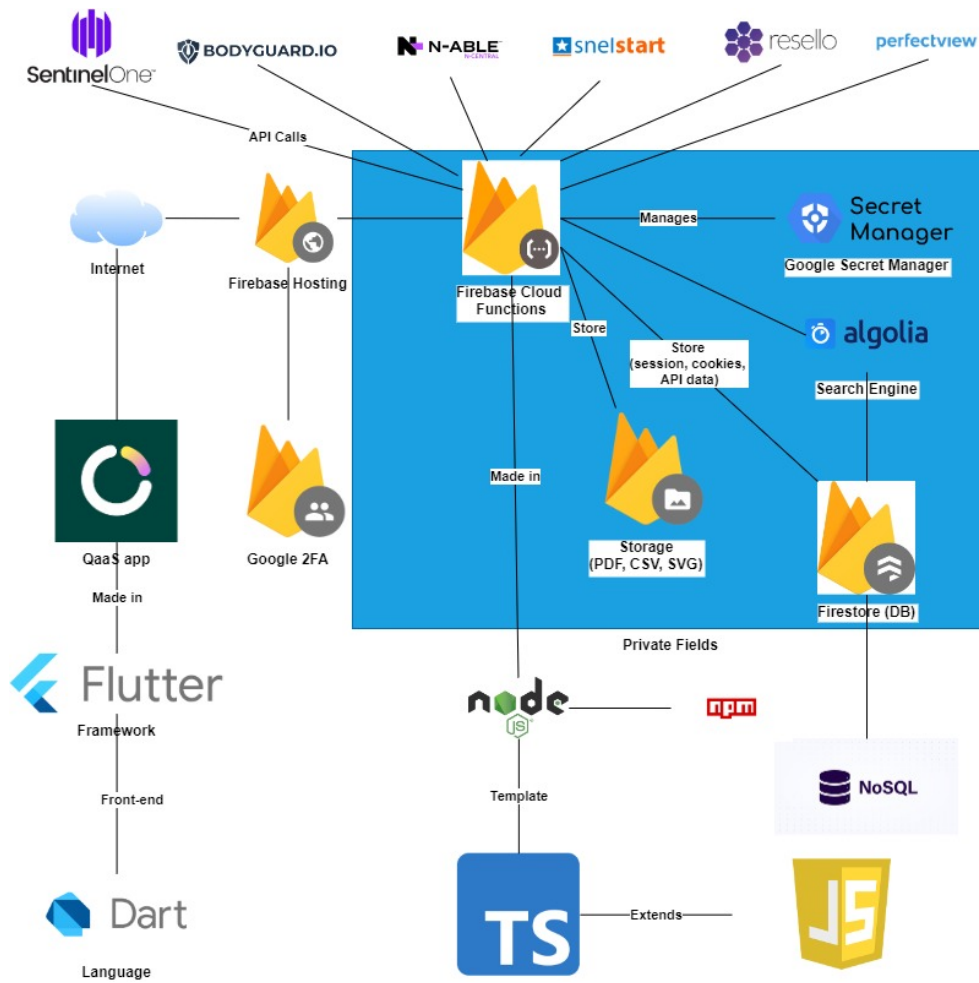 SentinelOne
BODYGUARD.IO
N-ABLE
N-CENTRAL
snelstart
resello
perfectview
API Calls
Internet
Firebase Hosting
Firebase Cloud
Functions
Manages
Secret
Manager
Google Secret Manager
algolia
Search Engine
Store
Store
(session, cookies,
API data)
Made in
QaaS app
Google 2FA
Storage
(PDF, CSV, SVG)
Firestore (DB)
Private Fields
Made in
Flutter
Framework
node
JS
npm
NoSQL
Front-end
Template
Dart
Language
TS
Extends
JS